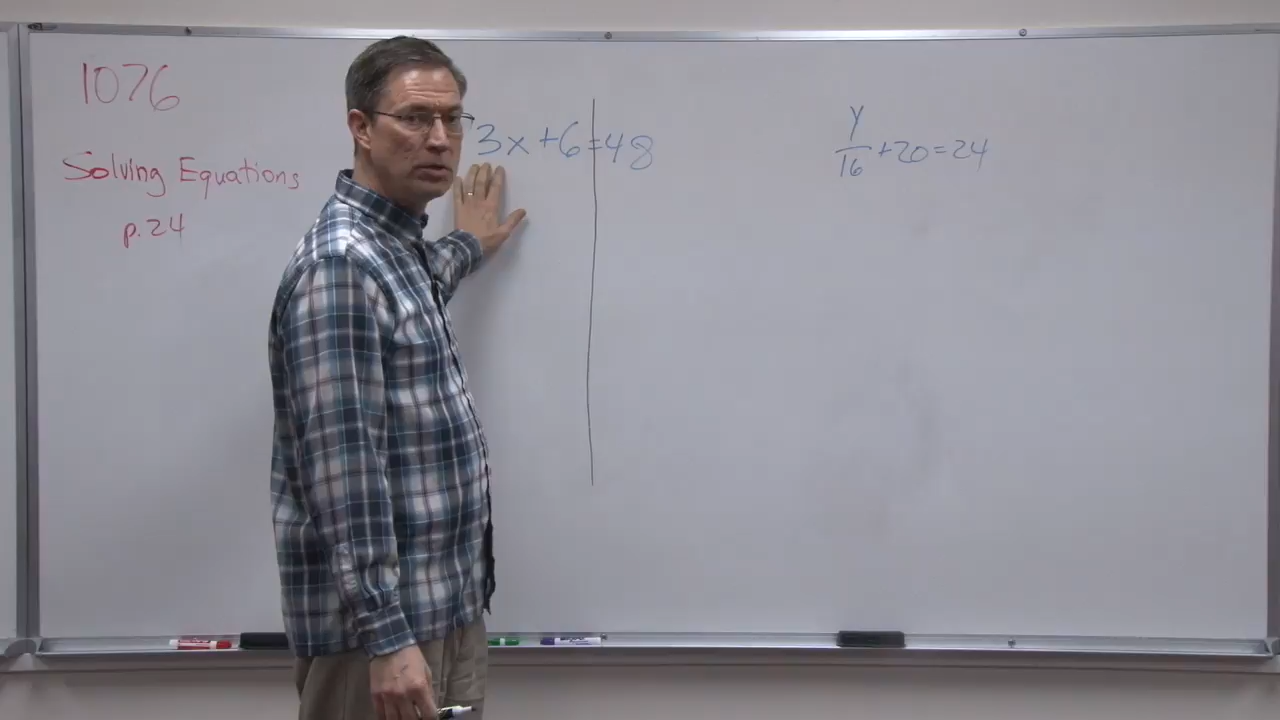 1076
Solving Equations
p.24
3x+6=48
y/16+20=24